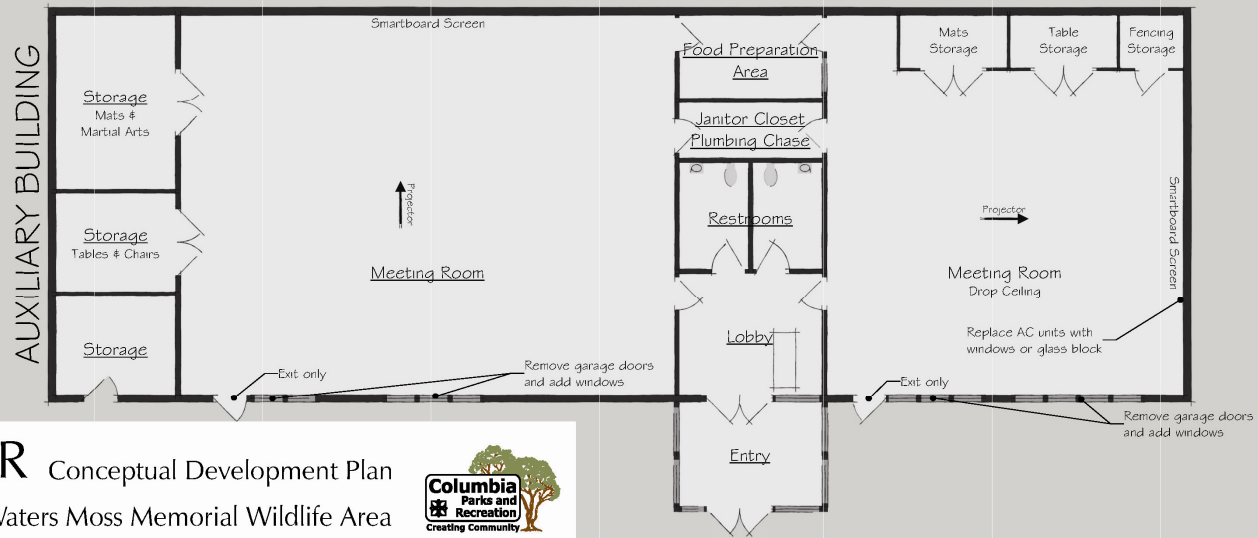 AUXILIARY BUILDING
Smartboard Screen
Storage
Mats &
Martial Arts
Storage
Tables & Chairs
Storage
Projector
Meeting Room
Exit only
Remove garage doors
and add windows
Food Preparation
Area
Janitor Closet
Plumbing Chase
Restrooms
Lobby
Entry
Mats
Storage
Table
Storage
Fencing
Storage
Projector
Smartboard Screen
Meeting Room
Drop Ceiling
Replace AC units with
windows or glass block
Exit only
Remove garage doors
and add windows
R Conceptual Development Plan
Waters Moss Memorial Wildlife Area
Columbia
Parks and
Recreation
Creating Community